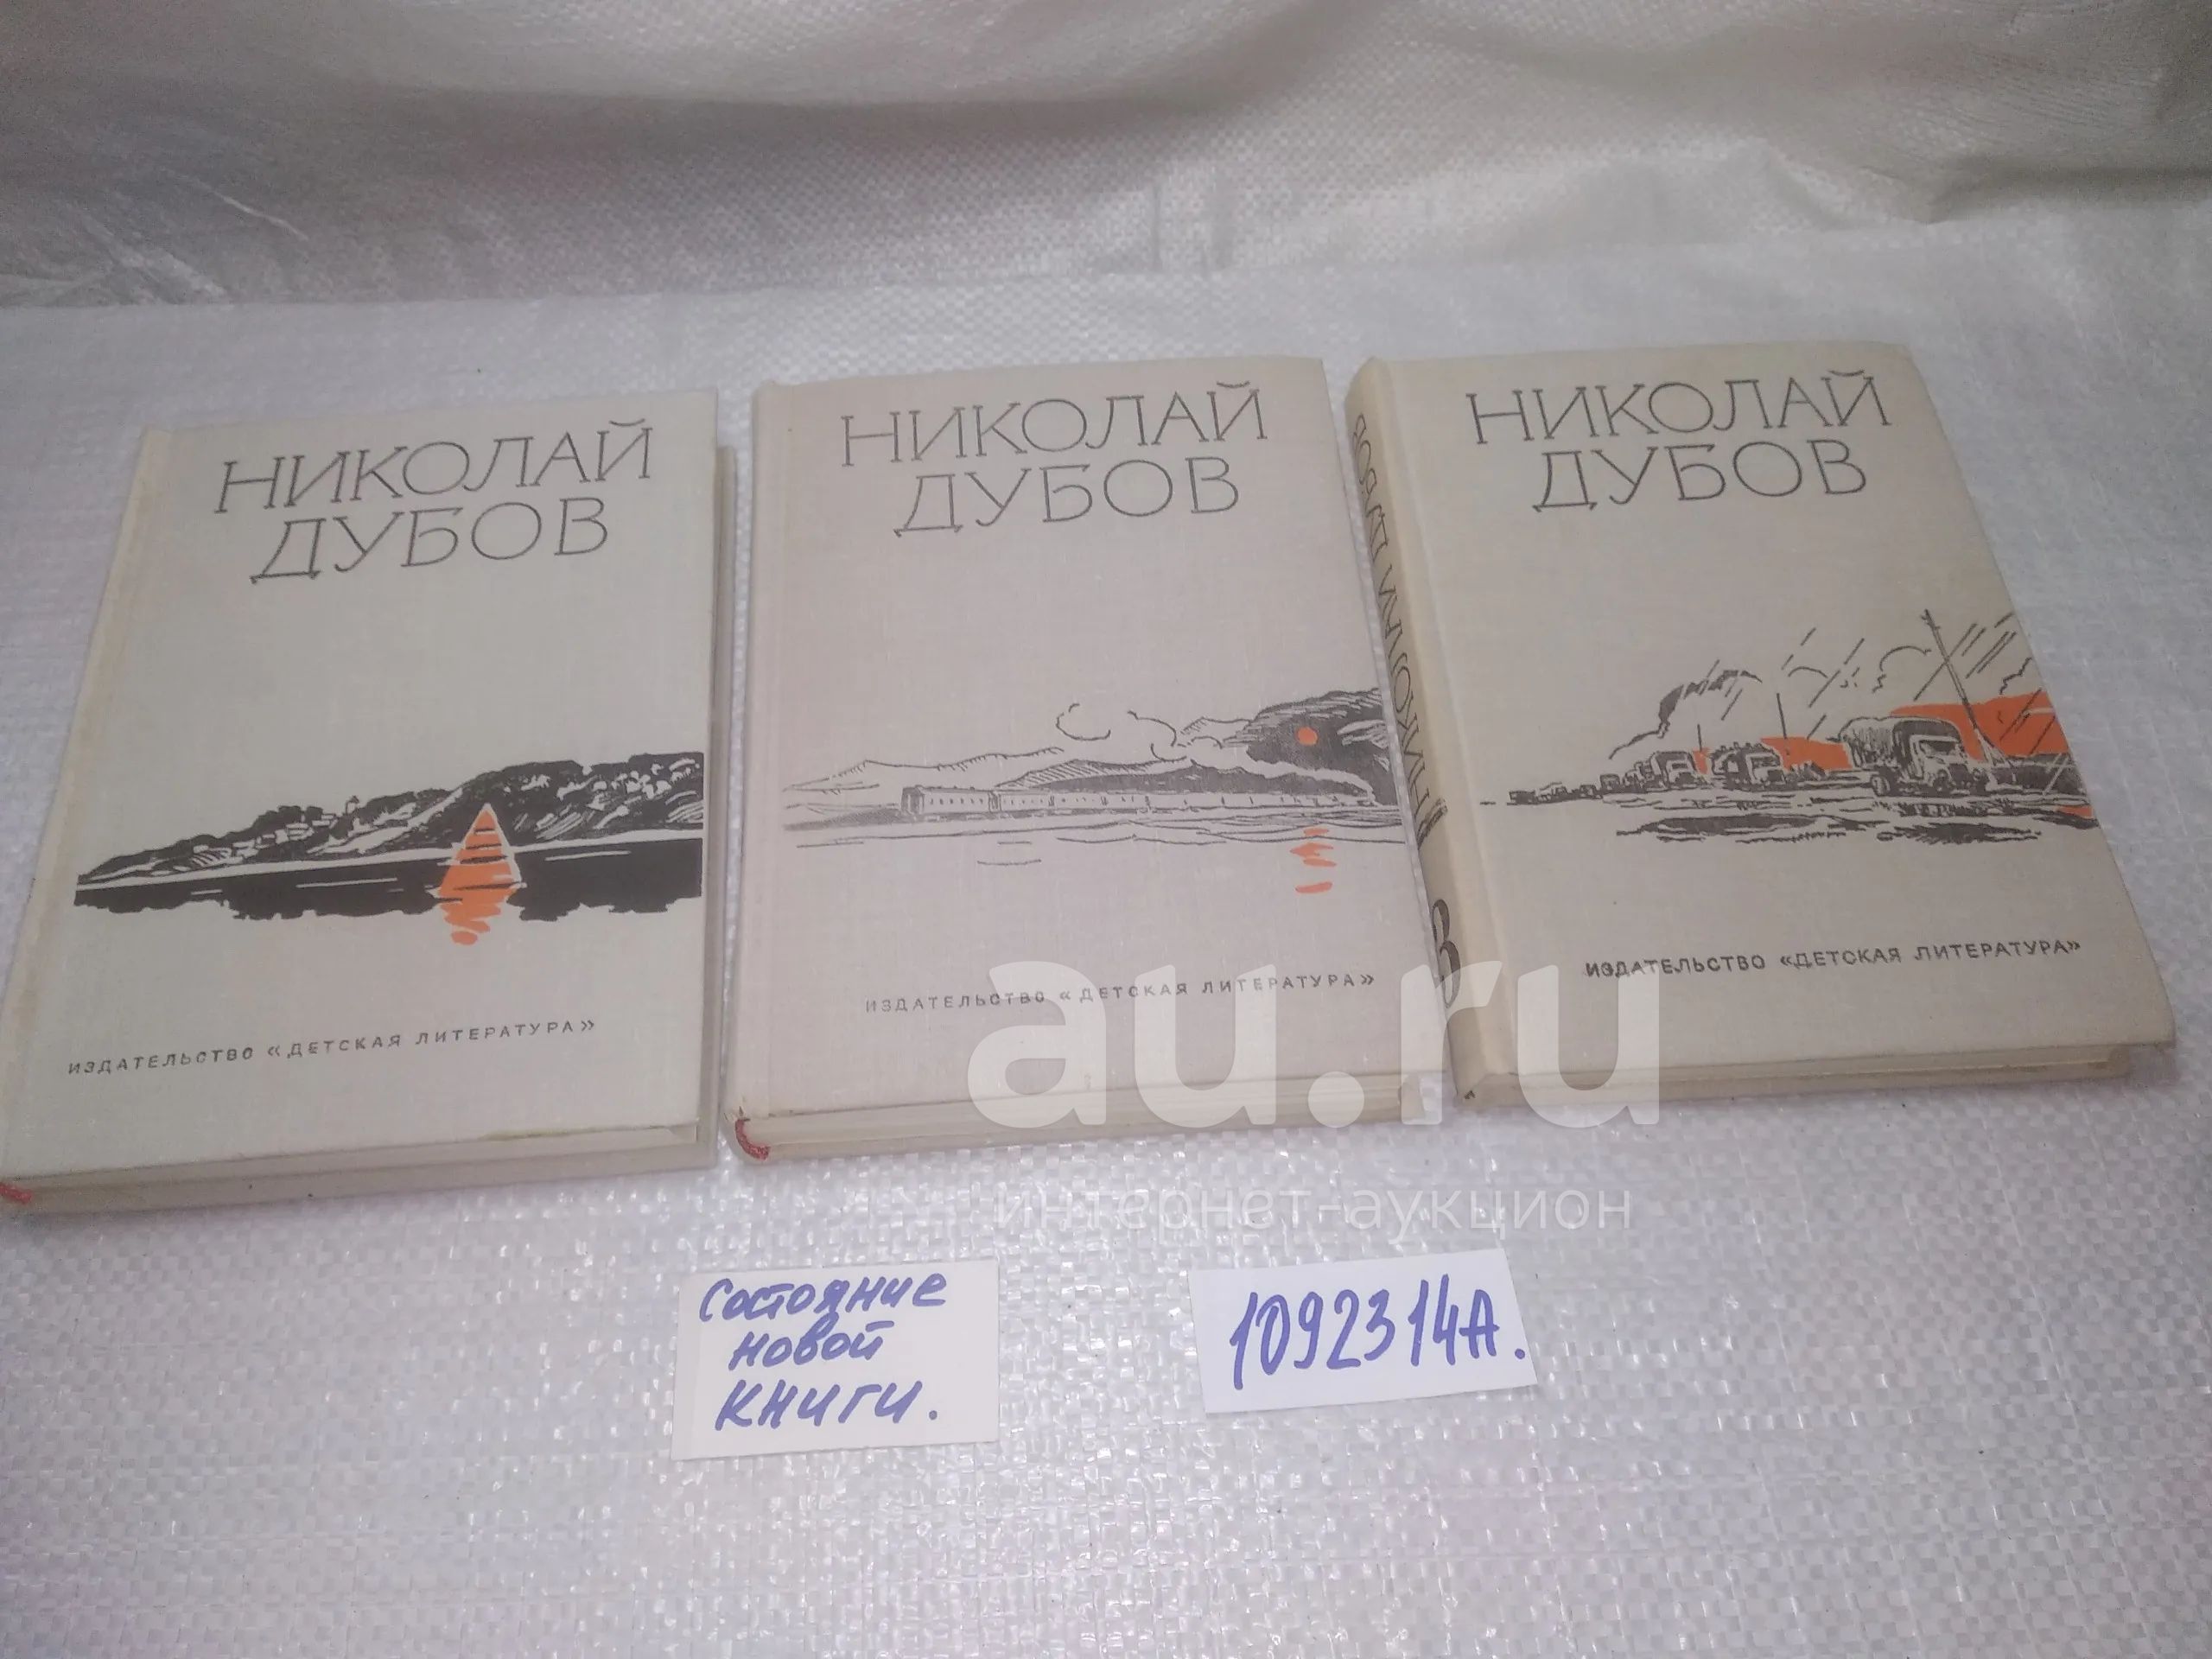 НИКОЛАЙ
ДУБОВ
ИЗДАТЕЛЬСТВО «ДЕТСКАЯ ЛИТЕРАТУРА»
НИКОЛАЙ
ДУБОВ
ИЗДАТЕЛЬСТВО «ДЕТСКАЯ ЛИТЕРАТУРА»
НИКОЛАЙ ДУБОВ
3
НИКОЛАЙ
ДУБОВ
ИЗДАТЕЛЬСТВО «ДЕТСКАЯ ЛИТЕРАТУРА»
au.ru
интернет-аукцион
Состояние
новой
книги.
1092314А.